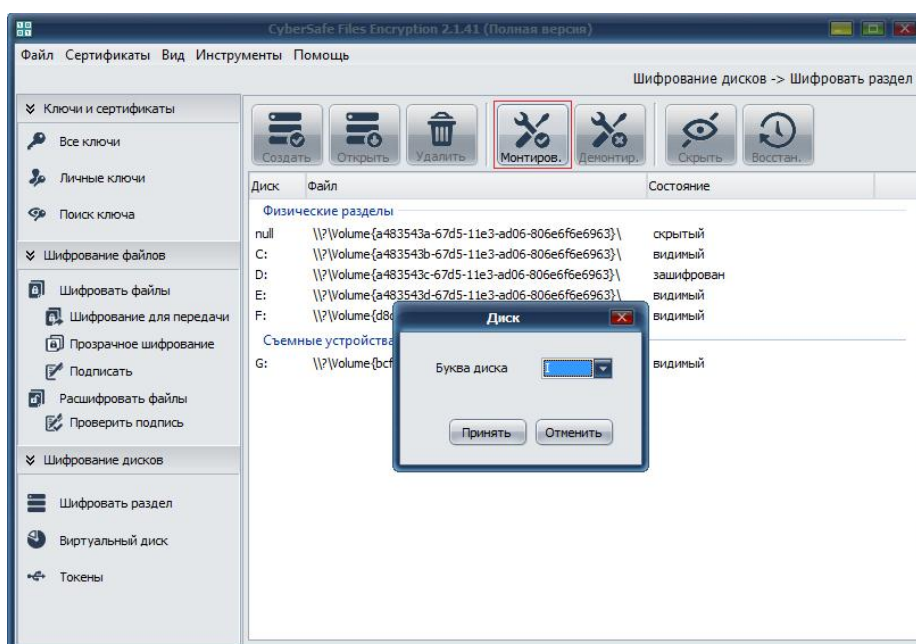 CyberSafe Files Encryption 2.1.41 (Полная версия)
Файл Сертификаты Вид Инструменты Помощь
Шифрование дисков -> Шифровать раздел
Ключи и сертификаты
Все ключи
Личные ключи
Поиск ключа
Шифрование файлов
Шифровать файлы
Шифрование для передачи
Прозрачное шифрование
Подписать
Расшифровать файлы
Проверить подпись
Шифрование дисков
Шифровать раздел
Виртуальный диск
Токены
Создать Открыть Удалить Монтиров. Демонтир. Скрыть Восстан.
Диск Файл Состояние
Физические разделы
null \\?\Volume{a483543a-67d5-11e3-ad06-806e6f6e6963}\ скрытый
C: \\?\Volume{a483543b-67d5-11e3-ad06-806e6f6e6963}\ видимый
D: \\?\Volume{a483543c-67d5-11e3-ad06-806e6f6e6963}\ зашифрован
E: \\?\Volume{a483543d-67d5-11e3-ad06-806e6f6e6963}\ видимый
F: \\?\Volume{d8 видимый
Съемные устройства
G: \\?\Volume{bcf видимый
Диск
Буква диска I
Принять Отменить